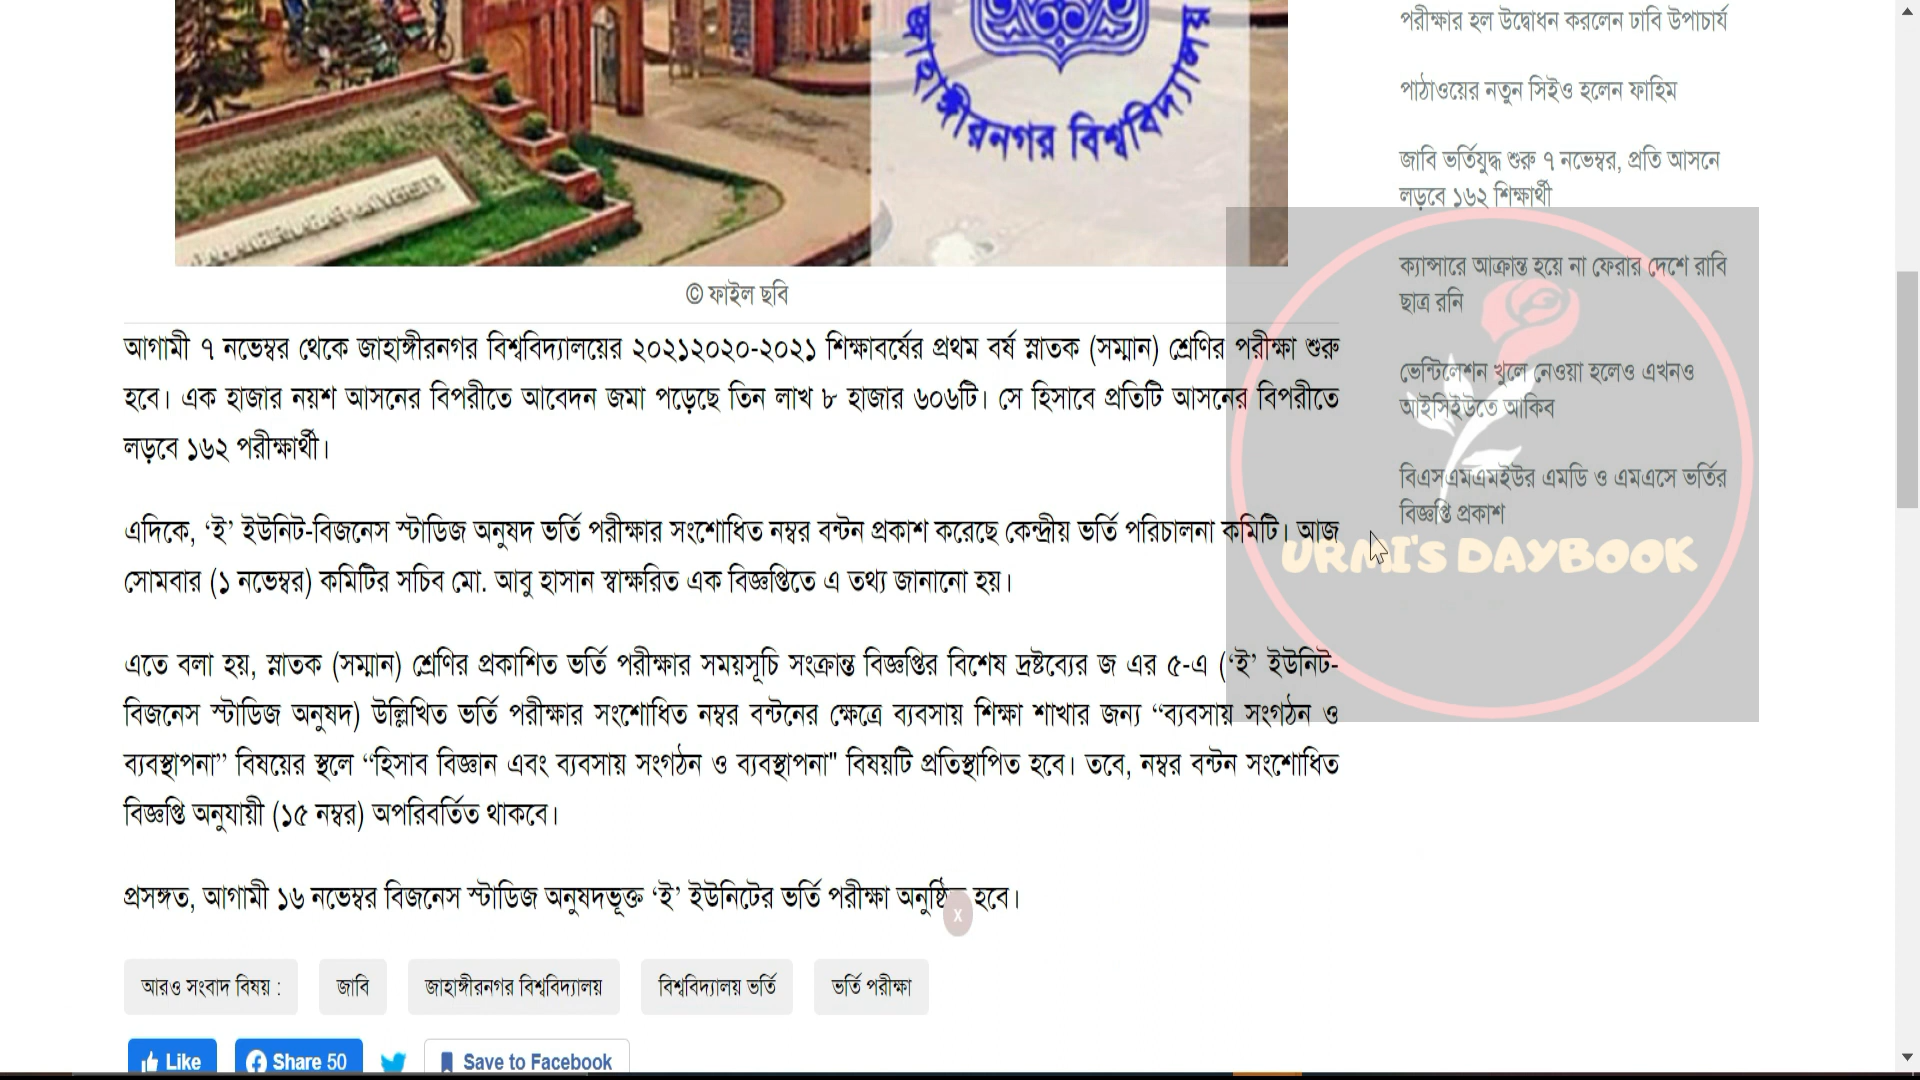 জাহাঙ্গীরনগর বিশ্ববিদ্যালয়
© ফাইল ছবি
আগামী ৭ নভেম্বর থেকে জাহাঙ্গীরনগর বিশ্ববিদ্যালয়ের ২০২১২০২০-২০২১ শিক্ষাবর্ষের প্রথম বর্ষ স্নাতক (সম্মান) শ্রেণির পরীক্ষা শুরু
হবে। এক হাজার নয়শ আসনের বিপরীতে আবেদন জমা পড়েছে তিন লাখ ৮ হাজার ৬০৬টি। সে হিসাবে প্রতিটি আসনের বিপরীতে
লড়বে ১৬২ পরীক্ষার্থী।
এদিকে, ‘ই’ ইউনিট-বিজনেস স্টাডিজ অনুষদ ভর্তি পরীক্ষার সংশোধিত নম্বর বন্টন প্রকাশ করেছে কেন্দ্রীয় ভর্তি পরিচালনা কমিটি। আজ
সোমবার (১ নভেম্বর) কমিটির সচিব মো. আবু হাসান স্বাক্ষরিত এক বিজ্ঞপ্তিতে এ তথ্য জানানো হয়।
এতে বলা হয়, স্নাতক (সম্মান) শ্রেণির প্রকাশিত ভর্তি পরীক্ষার সময়সূচি সংক্রান্ত বিজ্ঞপ্তির বিশেষ দ্রষ্টব্যের জ এর ৫-এ (‘ই’ ইউনিট-
বিজনেস স্টাডিজ অনুষদ) উল্লিখিত ভর্তি পরীক্ষার সংশোধিত নম্বর বন্টনের ক্ষেত্রে ব্যবসায় শিক্ষা শাখার জন্য “ব্যবসায় সংগঠন ও
ব্যবস্থাপনা” বিষয়ের স্থলে “হিসাব বিজ্ঞান এবং ব্যবসায় সংগঠন ও ব্যবস্থাপনা" বিষয়টি প্রতিস্থাপিত হবে। তবে, নম্বর বন্টন সংশোধিত
বিজ্ঞপ্তি অনুযায়ী (১৫ নম্বর) অপরিবর্তিত থাকবে।
প্রসঙ্গত, আগামী ১৬ নভেম্বর বিজনেস স্টাডিজ অনুষদভূক্ত ‘ই’ ইউনিটের ভর্তি পরীক্ষা হবে।
x
আরও সংবাদ বিষয় : জাবি জাহাঙ্গীরনগর বিশ্ববিদ্যালয় বিশ্ববিদ্যালয় ভর্তি ভর্তি পরীক্ষা
Like Share 50 Save to Facebook
পরীক্ষার হল উদ্বোধন করলেন ঢাবি উপাচার্য
পাঠাওয়ের নতুন সিইও হলেন ফাহিম
জাবি ভর্তিযুদ্ধ শুরু ৭ নভেম্বর, প্রতি আসনে
লড়বে ১৬২ শিক্ষার্থী
ক্যান্সারে আক্রান্ত হয়ে না ফেরার দেশে রাবি
ছাত্র রনি
ভেন্টিলেশন খুলে নেওয়া হলেও এখনও
আইসিইউতে আকিব
বিএসএমএমইউর এমডি ও এমএসে ভর্তির
বিজ্ঞপ্তি প্রকাশ
URMI'S DAYBOOK